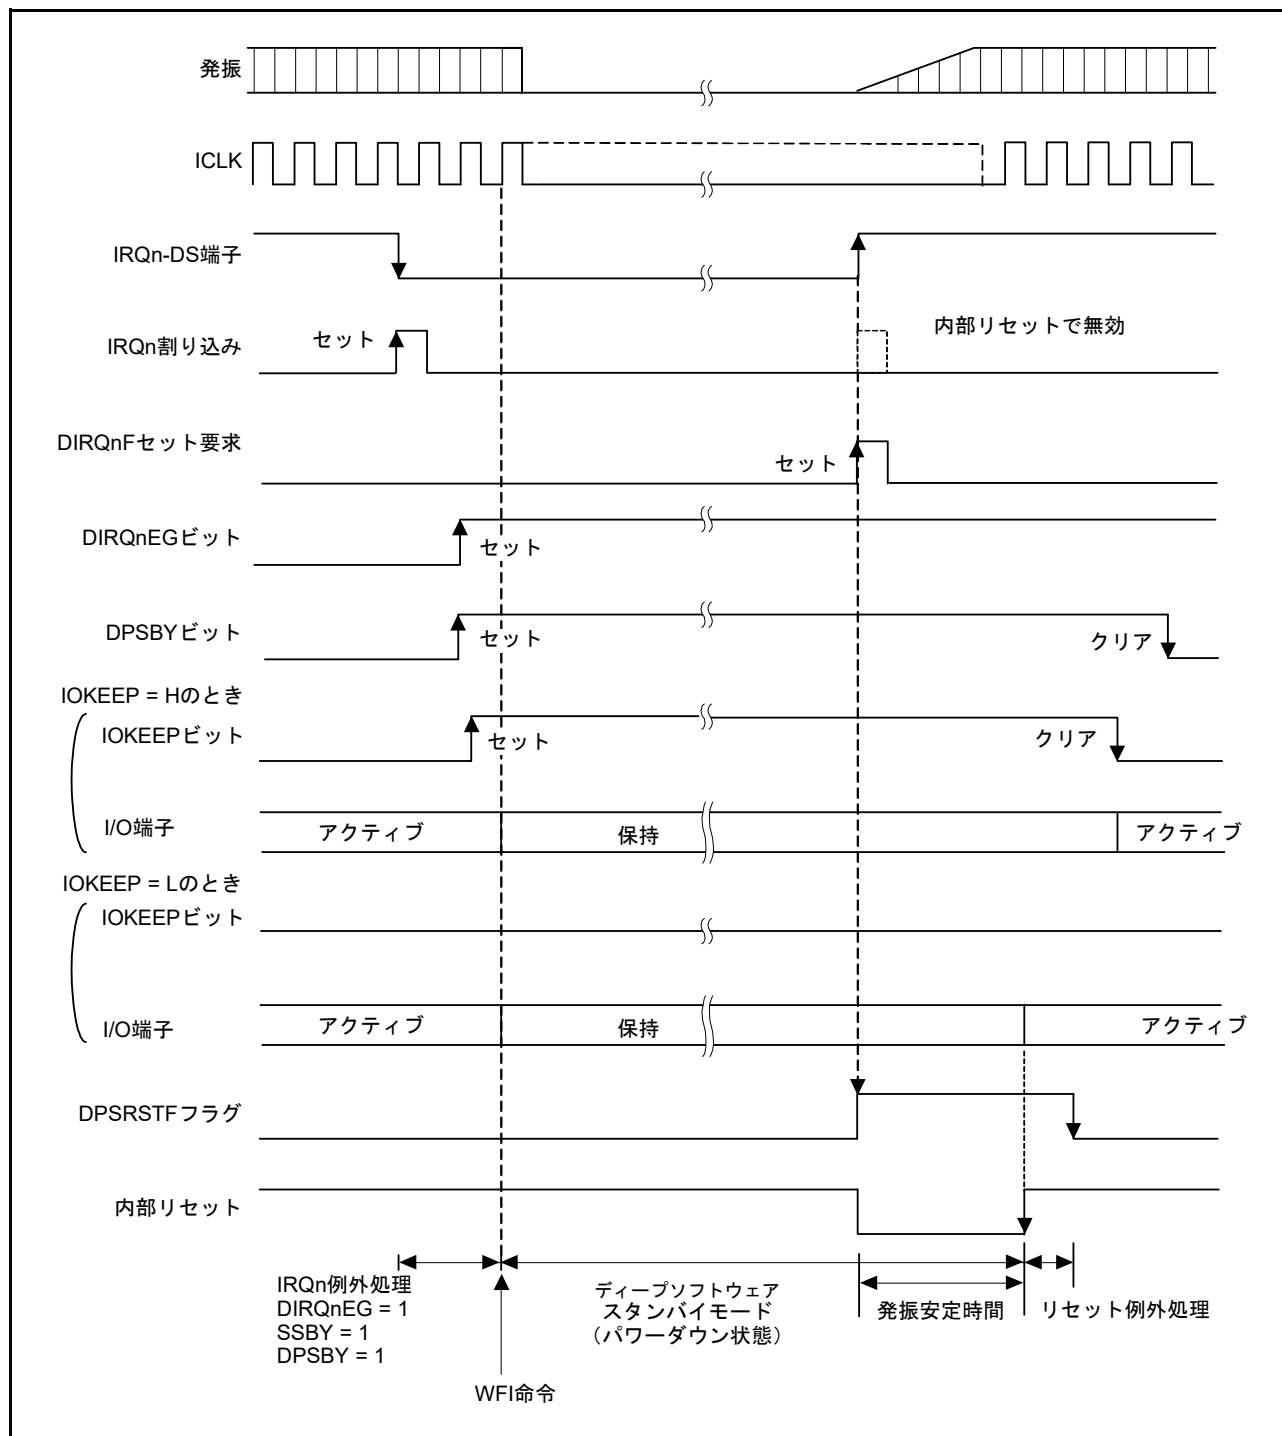 発振
ICLK
IRQn-DS端子
IRQn割り込み
セット
内部リセットで無効
DIRQnFセット要求
セット
DIRQnEGビット
セット
DPSBYビット
セット
クリア
IOKEEP = Hのとき
IOKEEPビット
セット
クリア
I/O端子
アクティブ
保持
アクティブ
IOKEEP = Lのとき
IOKEEPビット
I/O端子
アクティブ
保持
アクティブ
DPSRSTFフラグ
内部リセット
IRQn例外処理
DIRQnEG = 1
SSBY = 1
DPSBY = 1
ディープソフトウェア
スタンバイモード
（パワーダウン状態）
発振安定時間
リセット例外処理
WFI命令